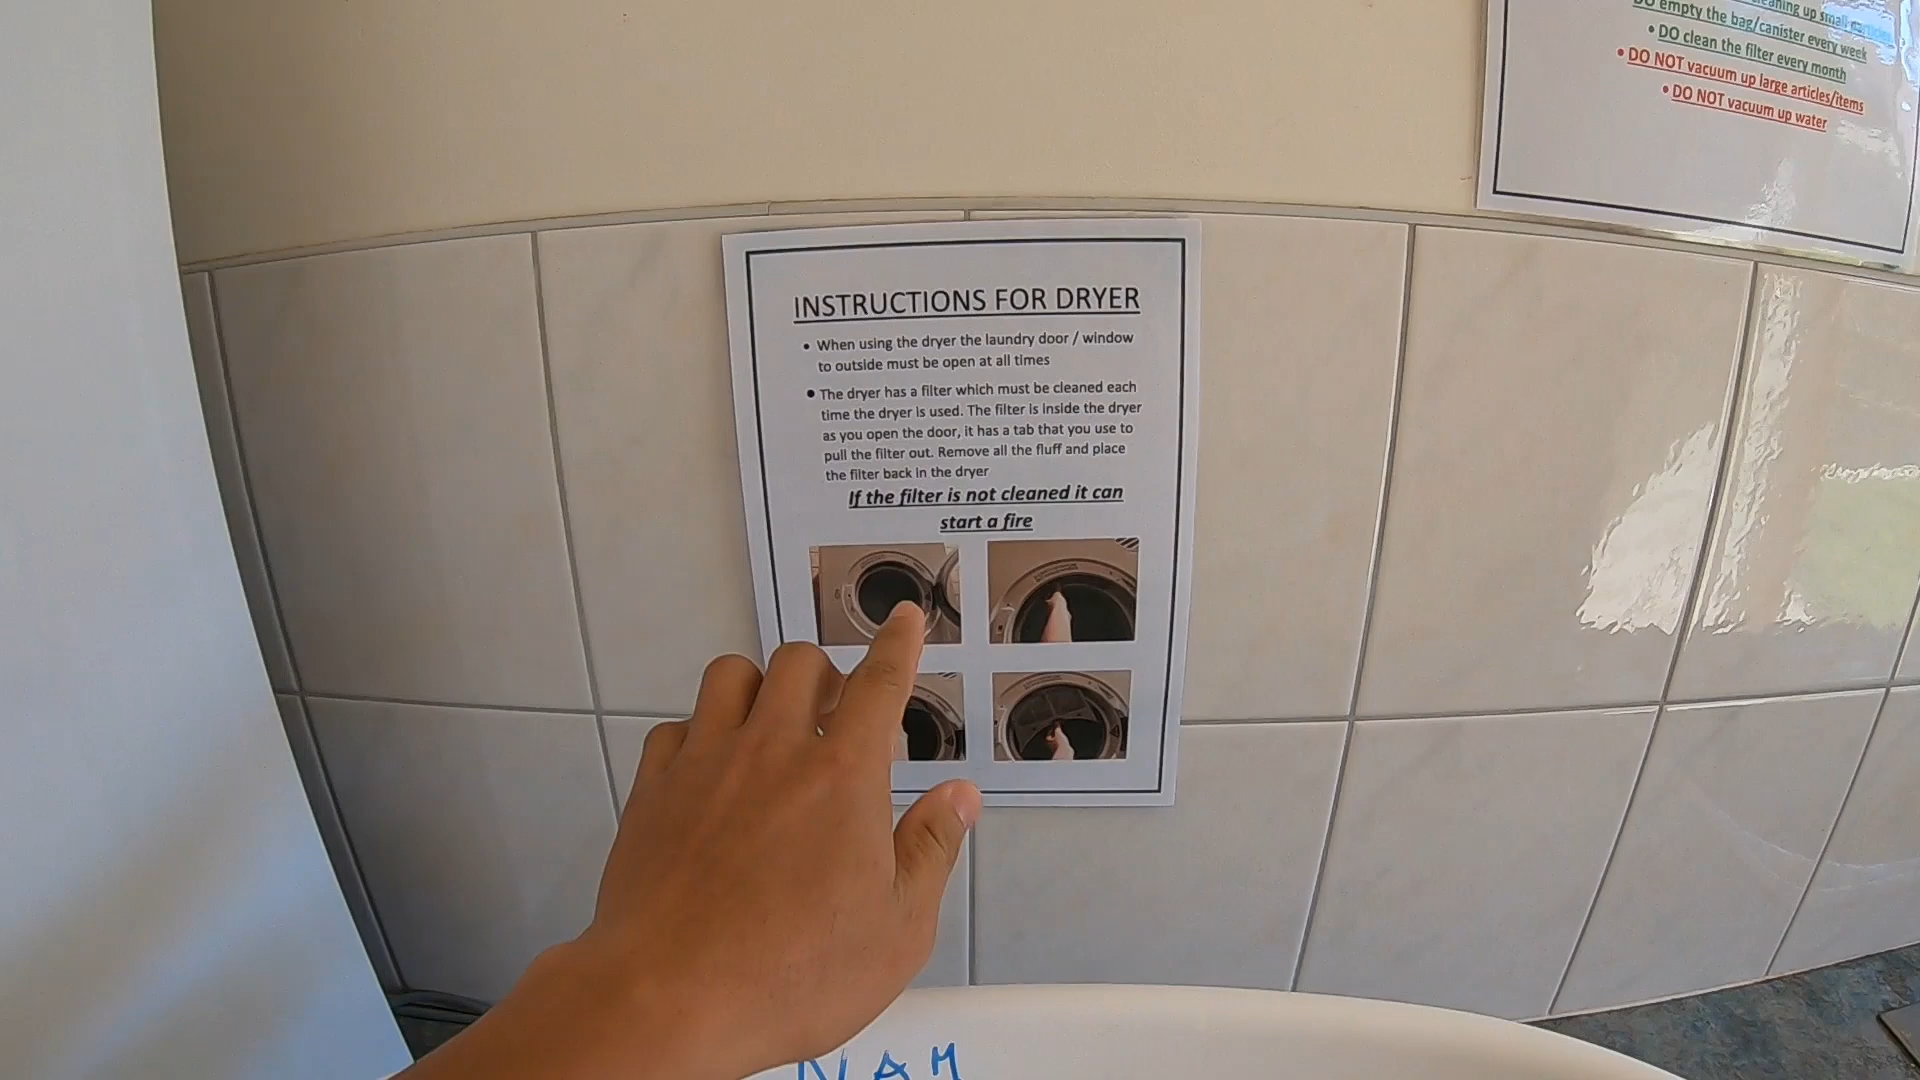 INSTRUCTIONS FOR DRYER
• When using the dryer the laundry door / window
to outside must be open at all times
• The dryer has a filter which must be cleaned each
time the dryer is used. The filter is inside the dryer
as you open the door, it has a tab that you use to
pull the filter out. Remove all the fluff and place
the filter back in the dryer
If the filter is not cleaned it can
start a fire
cleaning up small particles
DO empty the bag/canister every week
• DO clean the filter every month
• DO NOT vacuum up large articles/items
• DO NOT vacuum up water
NAM